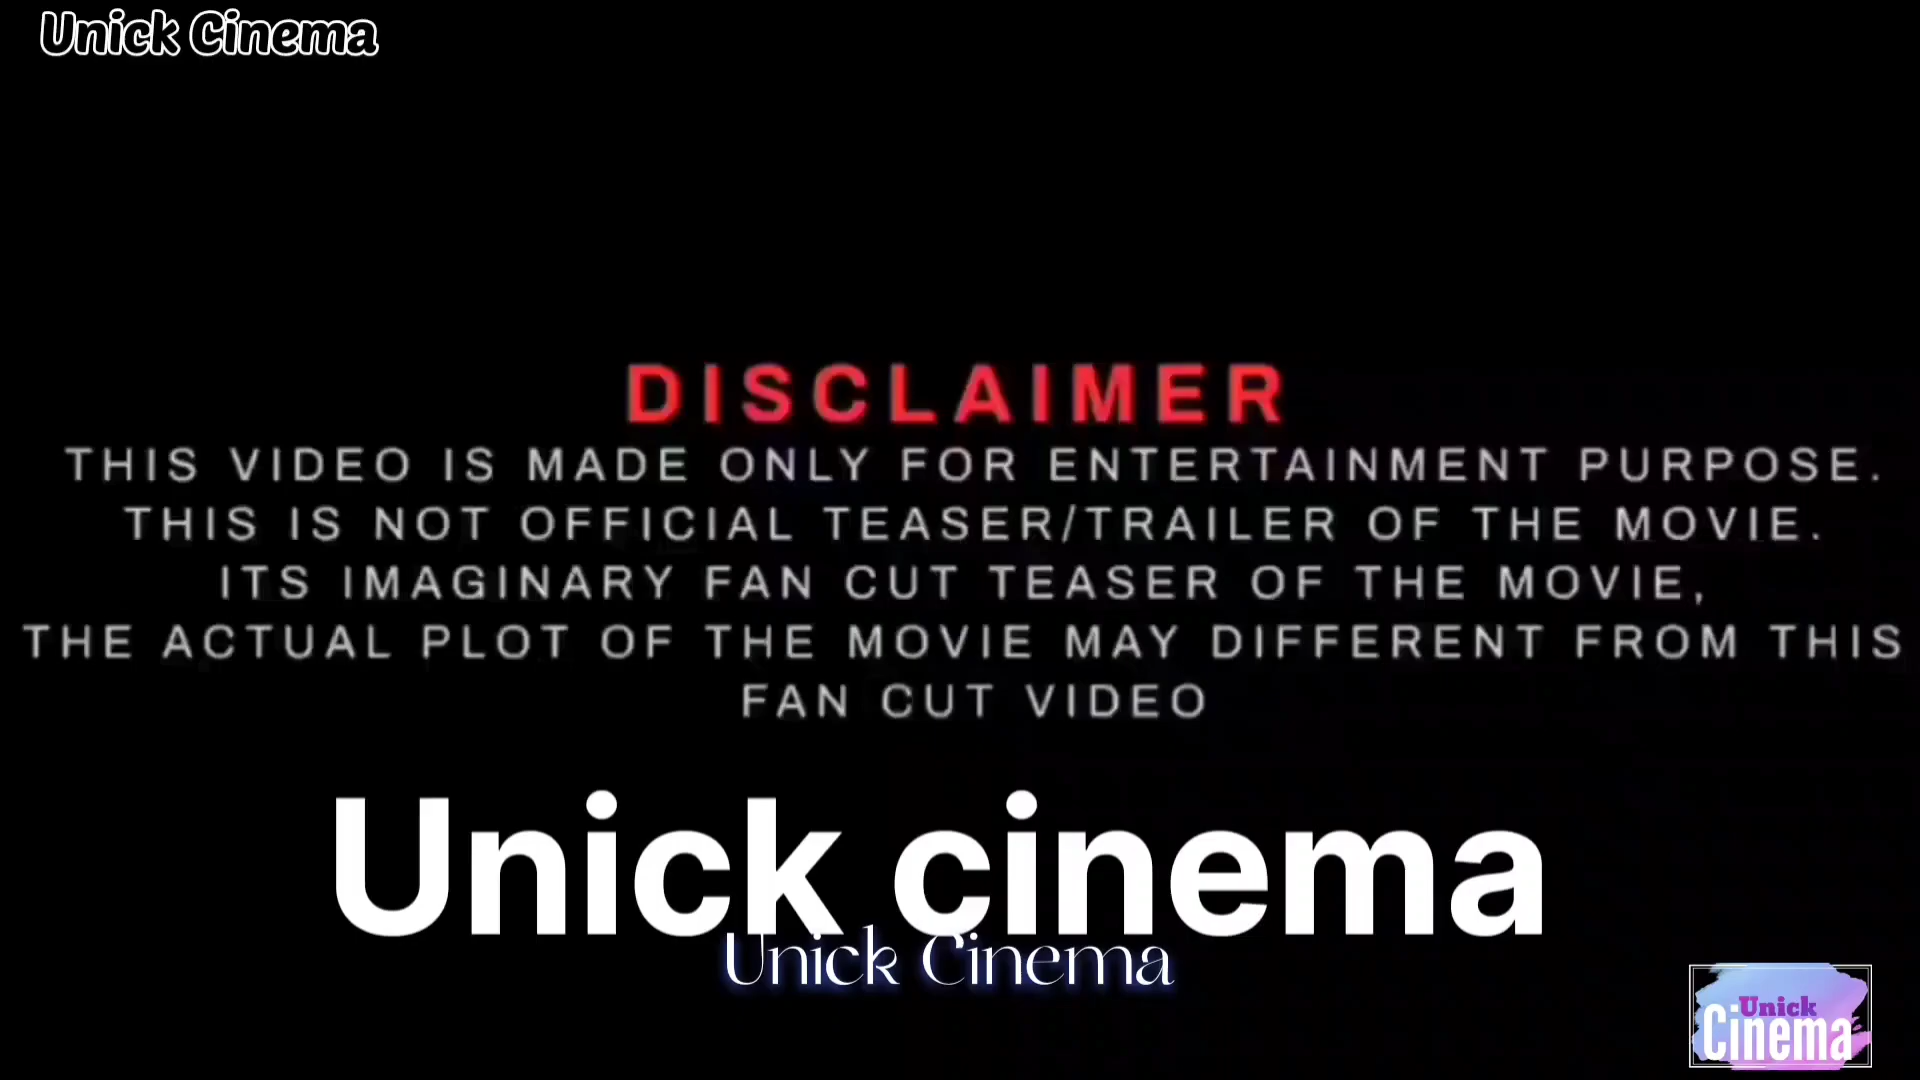 Unick Cinema
DISCLAIMER
THIS VIDEO IS MADE ONLY FOR ENTERTAINMENT PURPOSE.
THIS IS NOT OFFICIAL TEASER/TRAILER OF THE MOVIE.
ITS IMAGINARY FAN CUT TEASER OF THE MOVIE,
THE ACTUAL PLOT OF THE MOVIE MAY DIFFERENT FROM THIS
FAN CUT VIDEO
Unick cinema
Unick Cinema
Unick
Cinema